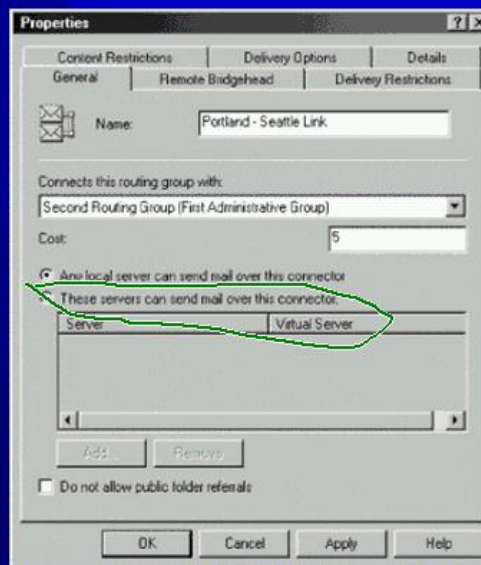 Properties
Content Restrictions Delivery Options Details
General Remote Bridgehead Delivery Restrictions
Name: Portland - Seattle Link
Connects this routing group with:
Second Routing Group (First Administrative Group)
Cost: 5
Any local server can send mail over this connector
These servers can send mail over this connector.
Server Virtual Server
Add... Remove
Do not allow public folder referrals
OK Cancel Apply Help